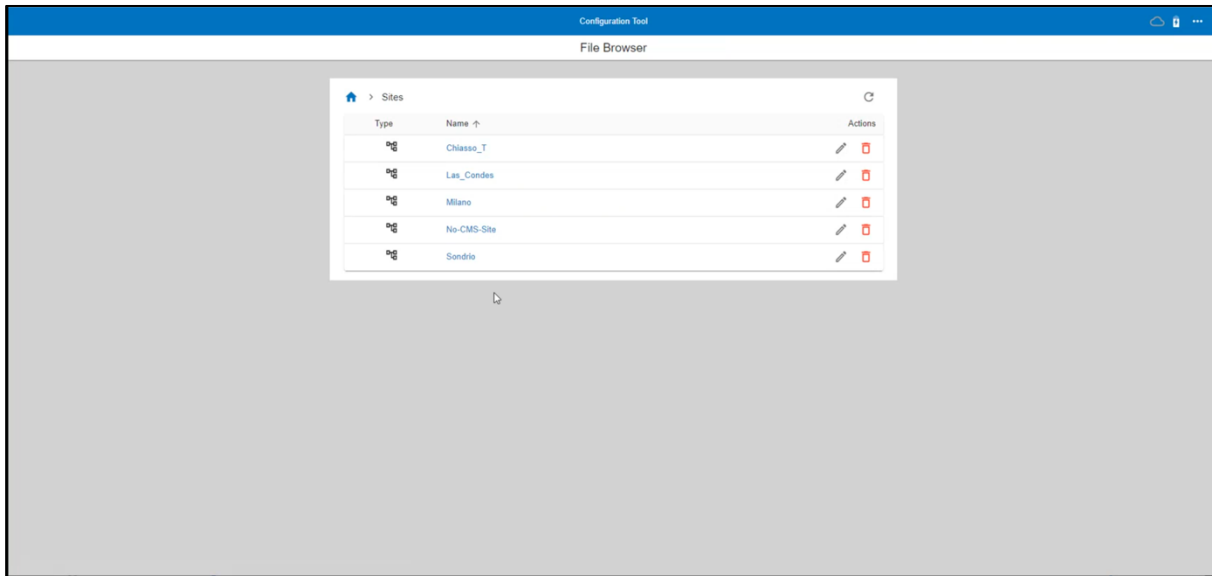 Configuration Tool
File Browser
Sites
Type Name Actions
Chiasso_T
Las_Condes
Milano
No-CMS-Site
Sondrio